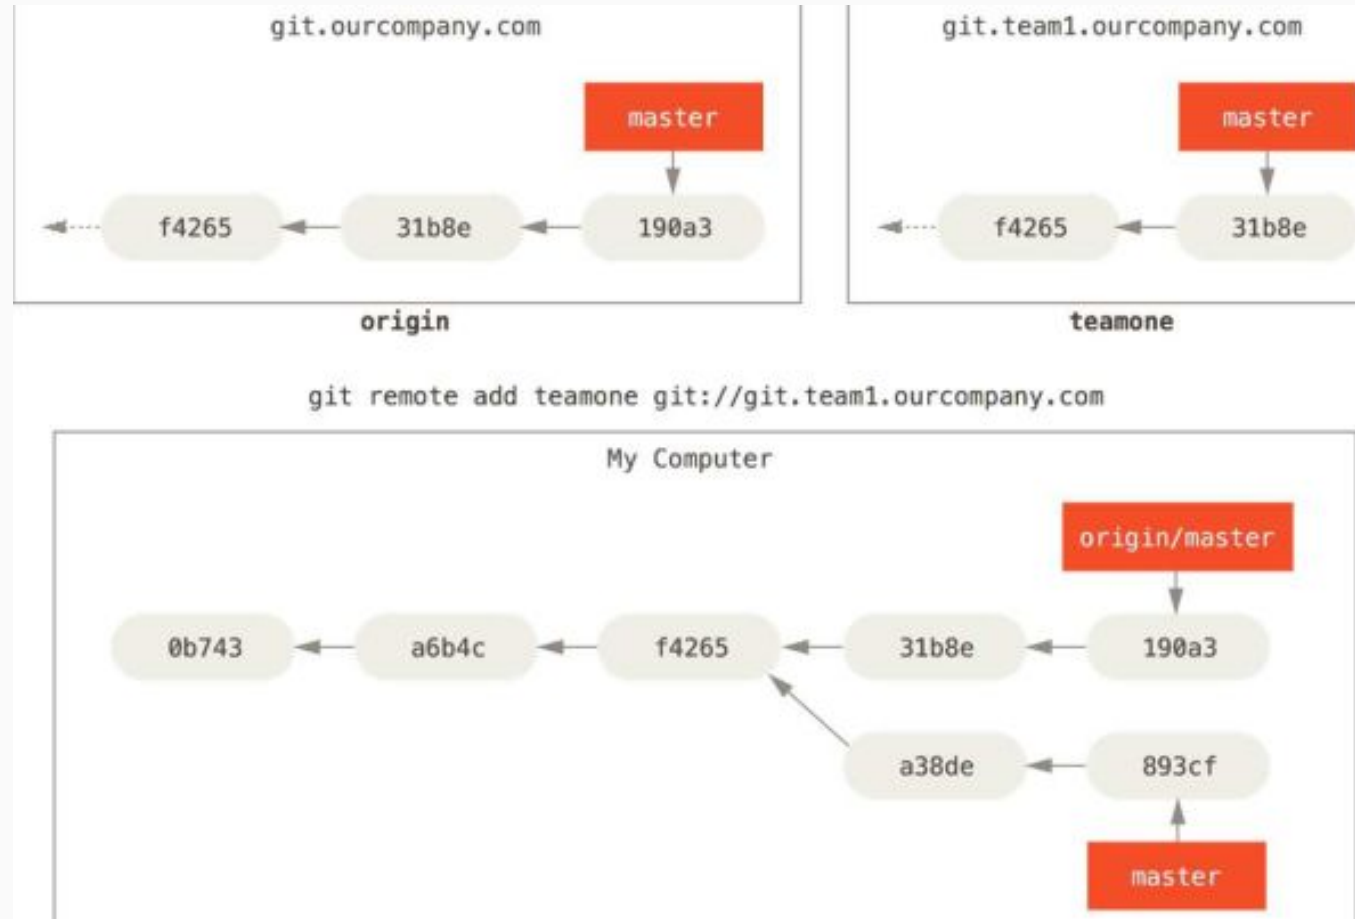 git.ourcompany.com
git.team1.ourcompany.com
master
master
f4265
31b8e
190a3
f4265
31b8e
origin
teamone
git remote add teamone git://git.team1.ourcompany.com
My Computer
origin/master
0b743
a6b4c
f4265
31b8e
190a3
a38de
893cf
master